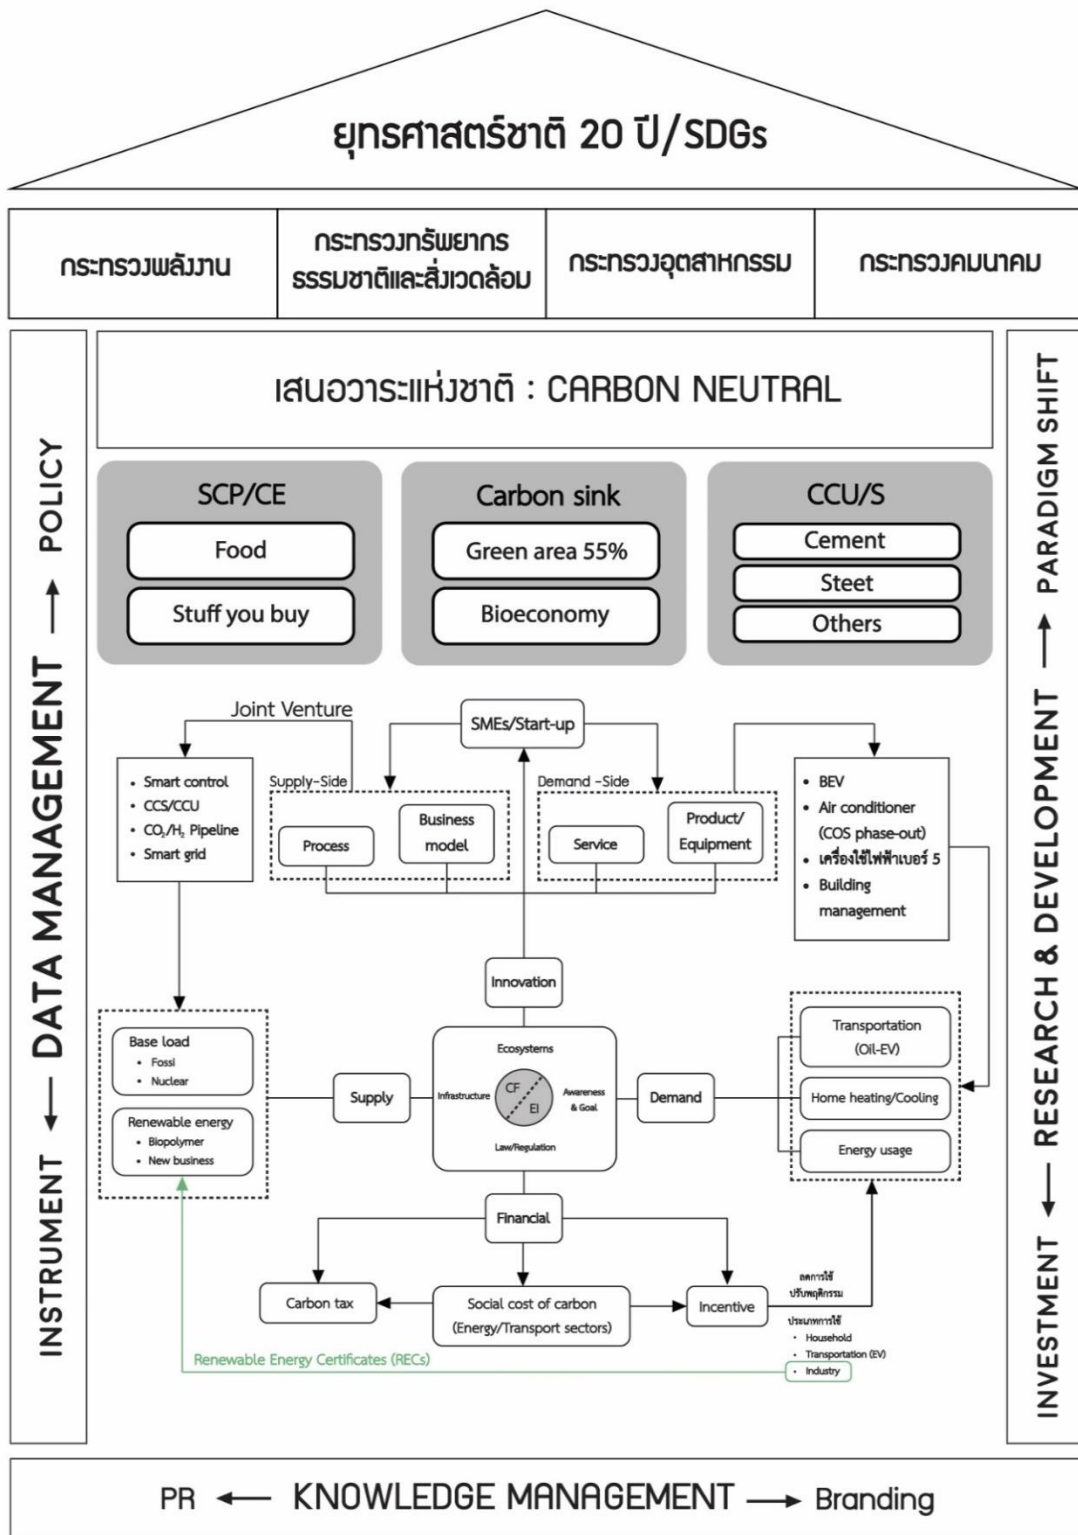 ยุทธศาสตร์ชาติ 20 ปี/SDGs
กระทรวงพลังงาน
กระทรวงทรัพยากร
ธรรมชาติและสิ่งแวดล้อม
กระทรวงอุตสาหกรรม
กระทรวงคมนาคม
เสนอวาระแห่งชาติ : CARBON NEUTRAL
INSTRUMENT ← DATA MANAGEMENT → POLICY
SCP/CE
Food
Stuff you buy
Carbon sink
Green area 55%
Bioeconomy
CCU/S
Cement
Steet
Others
INVESTMENT ← RESEARCH & DEVELOPMENT → PARADIGM SHIFT
Joint Venture
SMEs/Start-up
• Smart control
• CCS/CCU
• CO₂/H₂ Pipeline
• Smart grid
Supply-Side
Process
Business
model
Demand -Side
Service
Product/
Equipment
• BEV
• Air conditioner
(COS phase-out)
• เครื่องใช้ไฟฟ้าเบอร์ 5
• Building
management
Innovation
Base load
• Fossi
• Nuclear
Renewable energy
• Biopolymer
• New business
Supply
Ecosystems
Infrastructure
CF
EI
Awareness
& Goal
Law/Regulation
Demand
Transportation
(Oil-EV)
Home heating/Cooling
Energy usage
Financial
Carbon tax
Social cost of carbon
(Energy/Transport sectors)
Incentive
ลดการใช้
ปรับพฤติกรรม
ประเภทการใช้
• Household
• Transportation (EV)
• Industry
Renewable Energy Certificates (RECs)
PR ← KNOWLEDGE MANAGEMENT → Branding